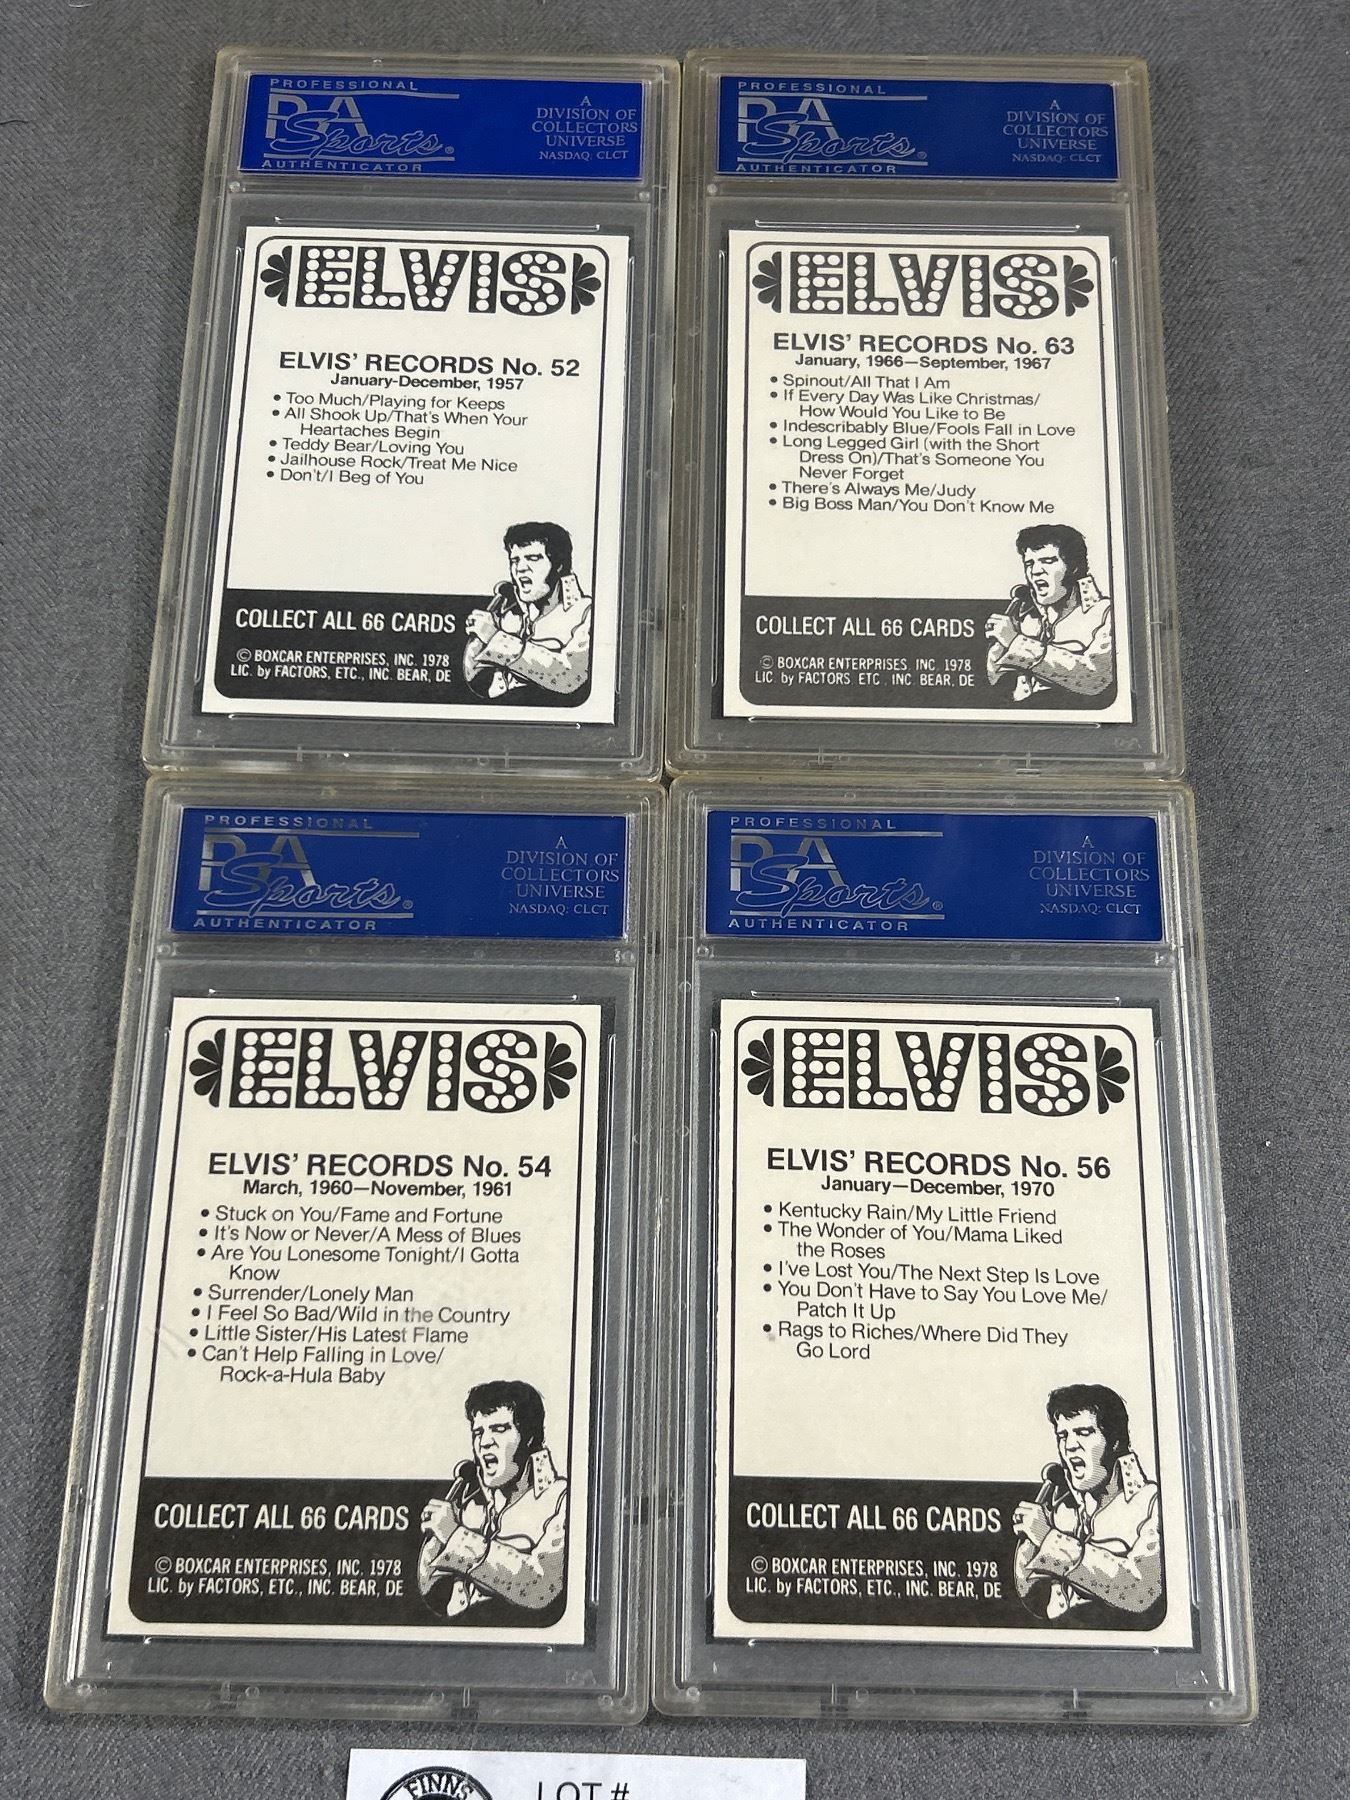 PROFESSIONAL
PSA
Sports®
AUTHENTICATOR
A
DIVISION OF
COLLECTORS
UNIVERSE
NASDAQ: CLCT
ELVIS
ELVIS' RECORDS No. 52
January-December, 1957
• Too Much/Playing for Keeps
• All Shook Up/That's When Your
Heartaches Begin
• Teddy Bear/Loving You
• Jailhouse Rock/Treat Me Nice
• Don't/I Beg of You
COLLECT ALL 66 CARDS
© BOXCAR ENTERPRISES, INC. 1978
LIC. by FACTORS, ETC., INC. BEAR, DE
PROFESSIONAL
PSA
Sports®
AUTHENTICATOR
A
DIVISION OF
COLLECTORS
UNIVERSE
NASDAQ: CLCT
ELVIS
ELVIS' RECORDS No. 63
January, 1966—September, 1967
• Spinout/All That I Am
• If Every Day Was Like Christmas/
How Would You Like to Be
• Indescribably Blue/Fools Fall in Love
• Long Legged Girl (with the Short
Dress On)/That's Someone You
Never Forget
• There's Always Me/Judy
• Big Boss Man/You Don't Know Me
COLLECT ALL 66 CARDS
© BOXCAR ENTERPRISES, INC. 1978
LIC. by FACTORS, ETC., INC. BEAR, DE
PROFESSIONAL
PSA
Sports®
AUTHENTICATOR
A
DIVISION OF
COLLECTORS
UNIVERSE
NASDAQ: CLCT
ELVIS
ELVIS' RECORDS No. 54
March, 1960—November, 1961
• Stuck on You/Fame and Fortune
• It's Now or Never/A Mess of Blues
• Are You Lonesome Tonight/I Gotta
Know
• Surrender/Lonely Man
• I Feel So Bad/Wild in the Country
• Little Sister/His Latest Flame
• Can't Help Falling in Love/
Rock-a-Hula Baby
COLLECT ALL 66 CARDS
© BOXCAR ENTERPRISES, INC. 1978
LIC. by FACTORS, ETC., INC. BEAR, DE
PROFESSIONAL
PSA
Sports®
AUTHENTICATOR
A
DIVISION OF
COLLECTORS
UNIVERSE
NASDAQ: CLCT
ELVIS
ELVIS' RECORDS No. 56
January—December, 1970
• Kentucky Rain/My Little Friend
• The Wonder of You/Mama Liked
the Roses
• I've Lost You/The Next Step Is Love
• You Don't Have to Say You Love Me/
Patch It Up
• Rags to Riches/Where Did They
Go Lord
COLLECT ALL 66 CARDS
© BOXCAR ENTERPRISES, INC. 1978
LIC. by FACTORS, ETC., INC. BEAR, DE
FINNS
LOT #